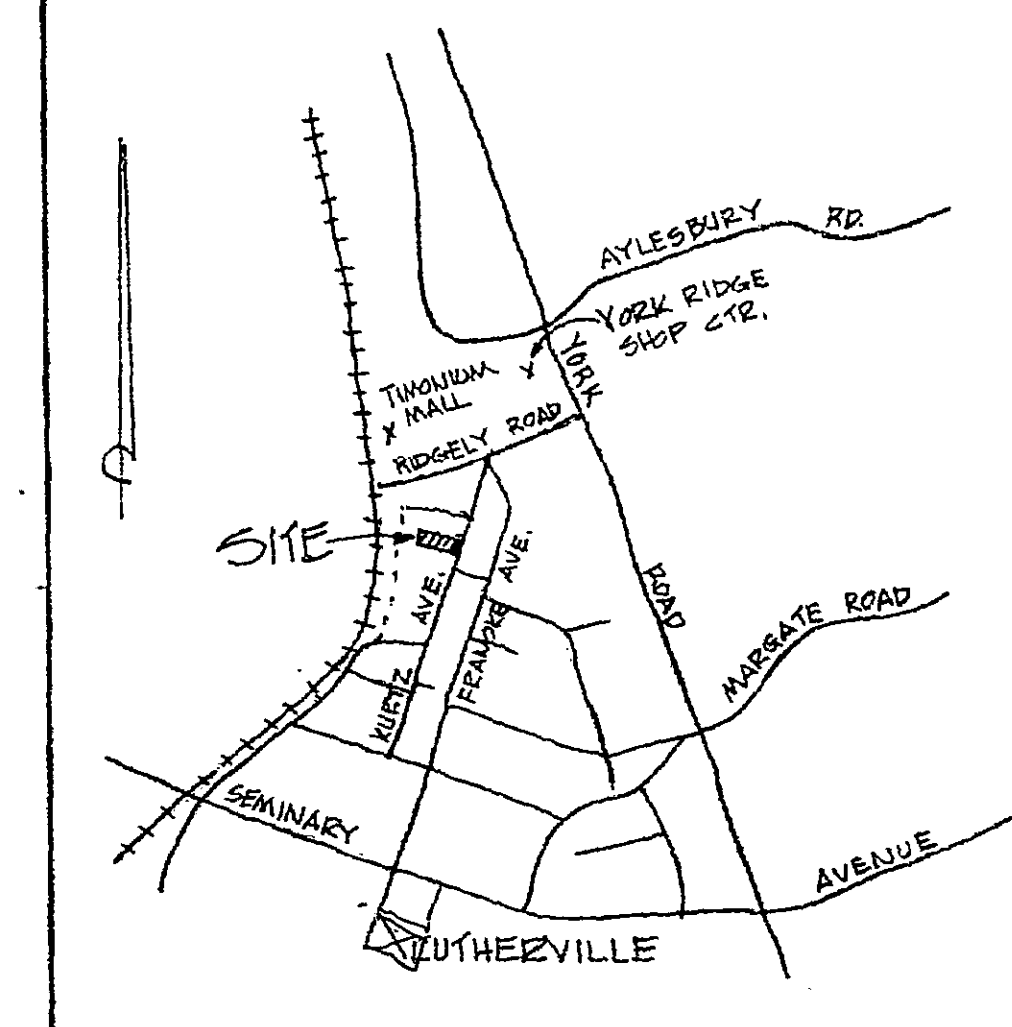 AYLESBURY RD.
YORK RIDGE
SHOP CTR.
TIMONIUM
MALL
X
X
YORK
ROAD
RIDGELY ROAD
SITE
KURTZ
AVE.
AVE.
MARGATE ROAD
SEMINARY
AVENUE
LUTHERVILLE